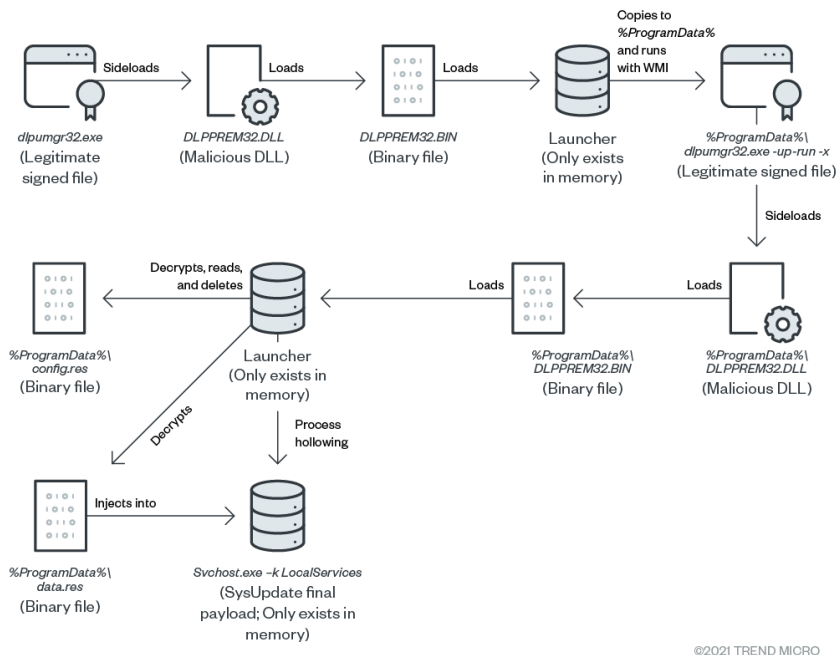 Copies to
%ProgramData%
and runs
with WMI
Sideloads
Loads
Loads
dlpumgr32.exe
(Legitimate
signed file)
DLPPREM32.DLL
(Malicious DLL)
DLPPREM32.BIN
(Binary file)
Launcher
(Only exists
in memory)
%ProgramData%\
dlpumgr32.exe -up-run -x
(Legitimate signed file)
Sideloads
Decrypts, reads,
and deletes
Loads
Loads
%ProgramData%\
config.res
(Binary file)
Launcher
(Only exists in
memory)
%ProgramData%\
DLPPREM32.BIN
(Binary file)
%ProgramData%\
DLPPREM32.DLL
(Malicious DLL)
Decrypts
Process
hollowing
Injects into
%ProgramData%\
data.res
(Binary file)
Svchost.exe –k LocalServices
(SysUpdate final
payload; Only exists in
memory)
©2021 TREND MICRO